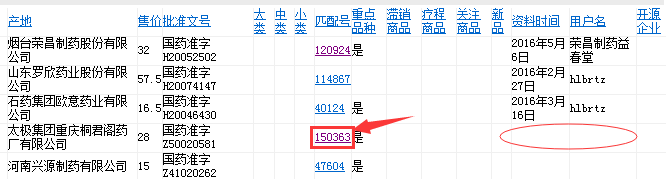 产地 售价 批准文号 大类 中类 小类 匹配号 重点品种 滞销商品 疗程商品 关注商品 新品 资料时间 用户名 开源企业
烟台荣昌制药股份有限公司 32 国药准字H20052502 120924 是 2016年5月6日 荣昌制药益春堂
山东罗欣药业股份有限公司 57.5 国药准字H20074147 114867 2016年2月27日 hlbrtz
石药集团欧意药业有限公司 16.5 国药准字H20046430 40124 是 2016年3月16日 hlbrtz
太极集团重庆桐君阁药厂有限公司 28 国药准字Z50020581 150363 是
河南兴源制药有限公司 15 国药准字Z41020262 47604 是